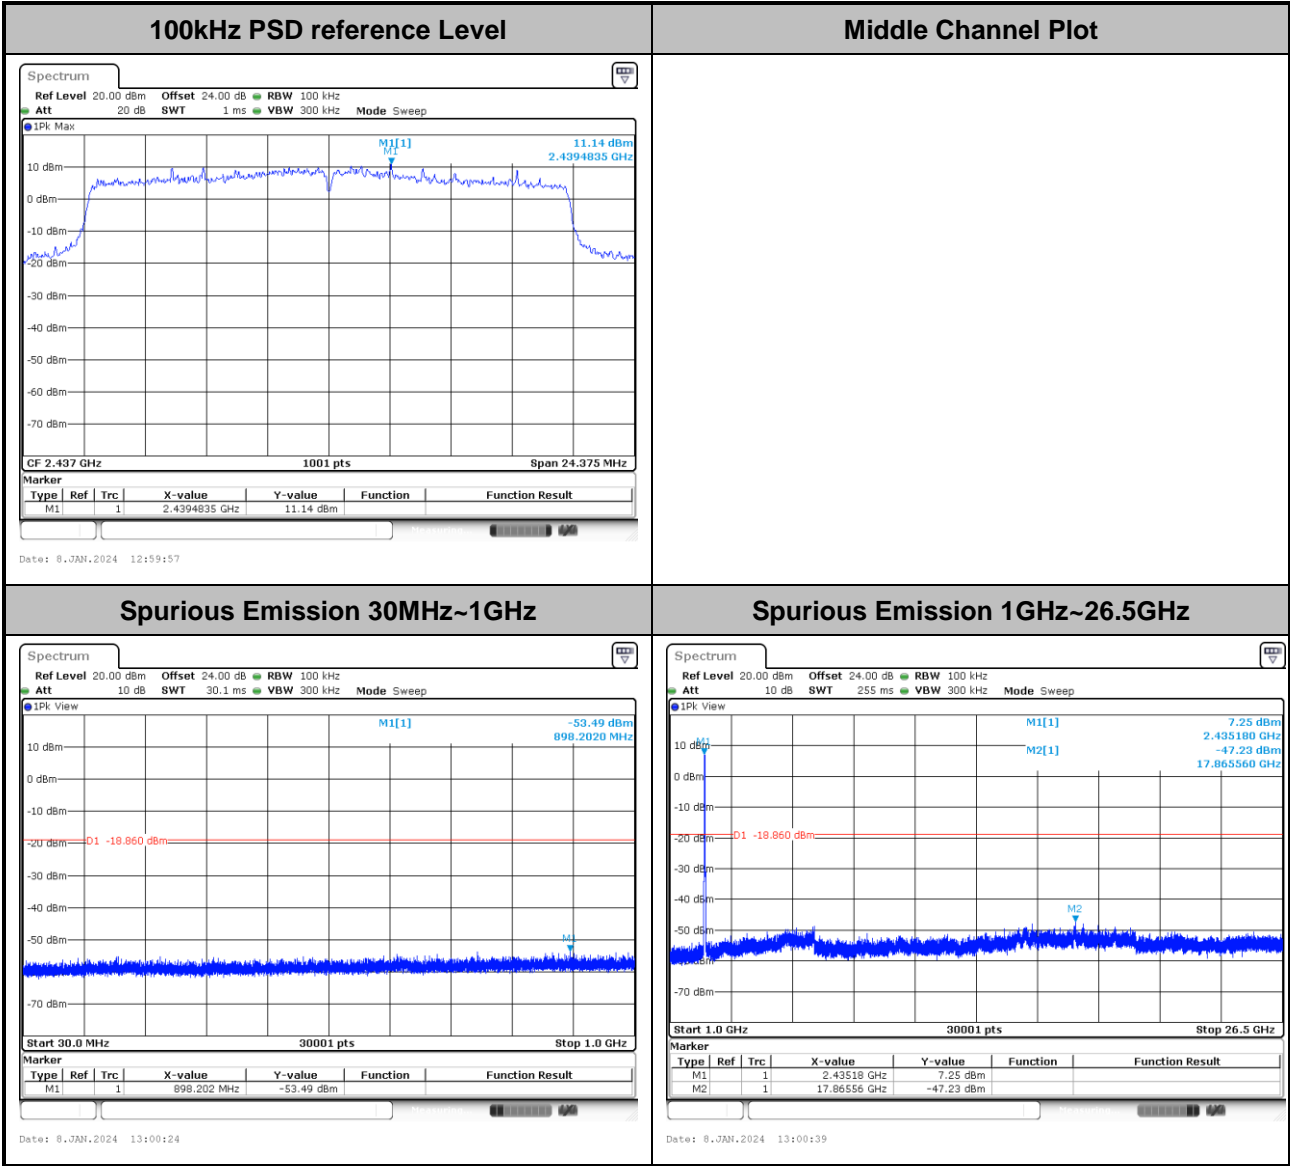 100kHz PSD reference Level
Middle Channel Plot
Spectrum
Ref Level 20.00 dBm Offset 24.00 dB RBW 100 kHz
Att 20 dB SWT 1 ms VBW 300 kHz Mode Sweep
1Pk Max
M1[1] 11.14 dBm
2.4394835 GHz
M1
10 dBm
0 dBm
-10 dBm
-20 dBm
-30 dBm
-40 dBm
-50 dBm
-60 dBm
-70 dBm
CF 2.437 GHz 1001 pts Span 24.375 MHz
Marker
Type Ref Trc X-value Y-value Function Function Result
M1 1 2.4394835 GHz 11.14 dBm
Date: 8.JAN.2024 12:59:57
Spurious Emission 30MHz~1GHz
Spurious Emission 1GHz~26.5GHz
Spectrum
Ref Level 20.00 dBm Offset 24.00 dB RBW 100 kHz
Att 10 dB SWT 30.1 ms VBW 300 kHz Mode Sweep
1Pk View
M1[1] -53.49 dBm
898.2020 MHz
10 dBm
0 dBm
-10 dBm
-20 dBm
D1 -18.860 dBm
-30 dBm
-40 dBm
-50 dBm
M1
-70 dBm
Start 30.0 MHz 30001 pts Stop 1.0 GHz
Marker
Type Ref Trc X-value Y-value Function Function Result
M1 1 898.202 MHz -53.49 dBm
Date: 8.JAN.2024 13:00:24
Spectrum
Ref Level 20.00 dBm Offset 24.00 dB RBW 100 kHz
Att 10 dB SWT 255 ms VBW 300 kHz Mode Sweep
1Pk View
M1[1] 7.25 dBm
2.435180 GHz
M2[1] -47.23 dBm
17.865560 GHz
M1
10 dBm
0 dBm
-10 dBm
-20 dBm
D1 -18.860 dBm
-30 dBm
-40 dBm
M2
-50 dBm
-70 dBm
Start 1.0 GHz 30001 pts Stop 26.5 GHz
Marker
Type Ref Trc X-value Y-value Function Function Result
M1 1 2.43518 GHz 7.25 dBm
M2 1 17.86556 GHz -47.23 dBm
Date: 8.JAN.2024 13:00:39